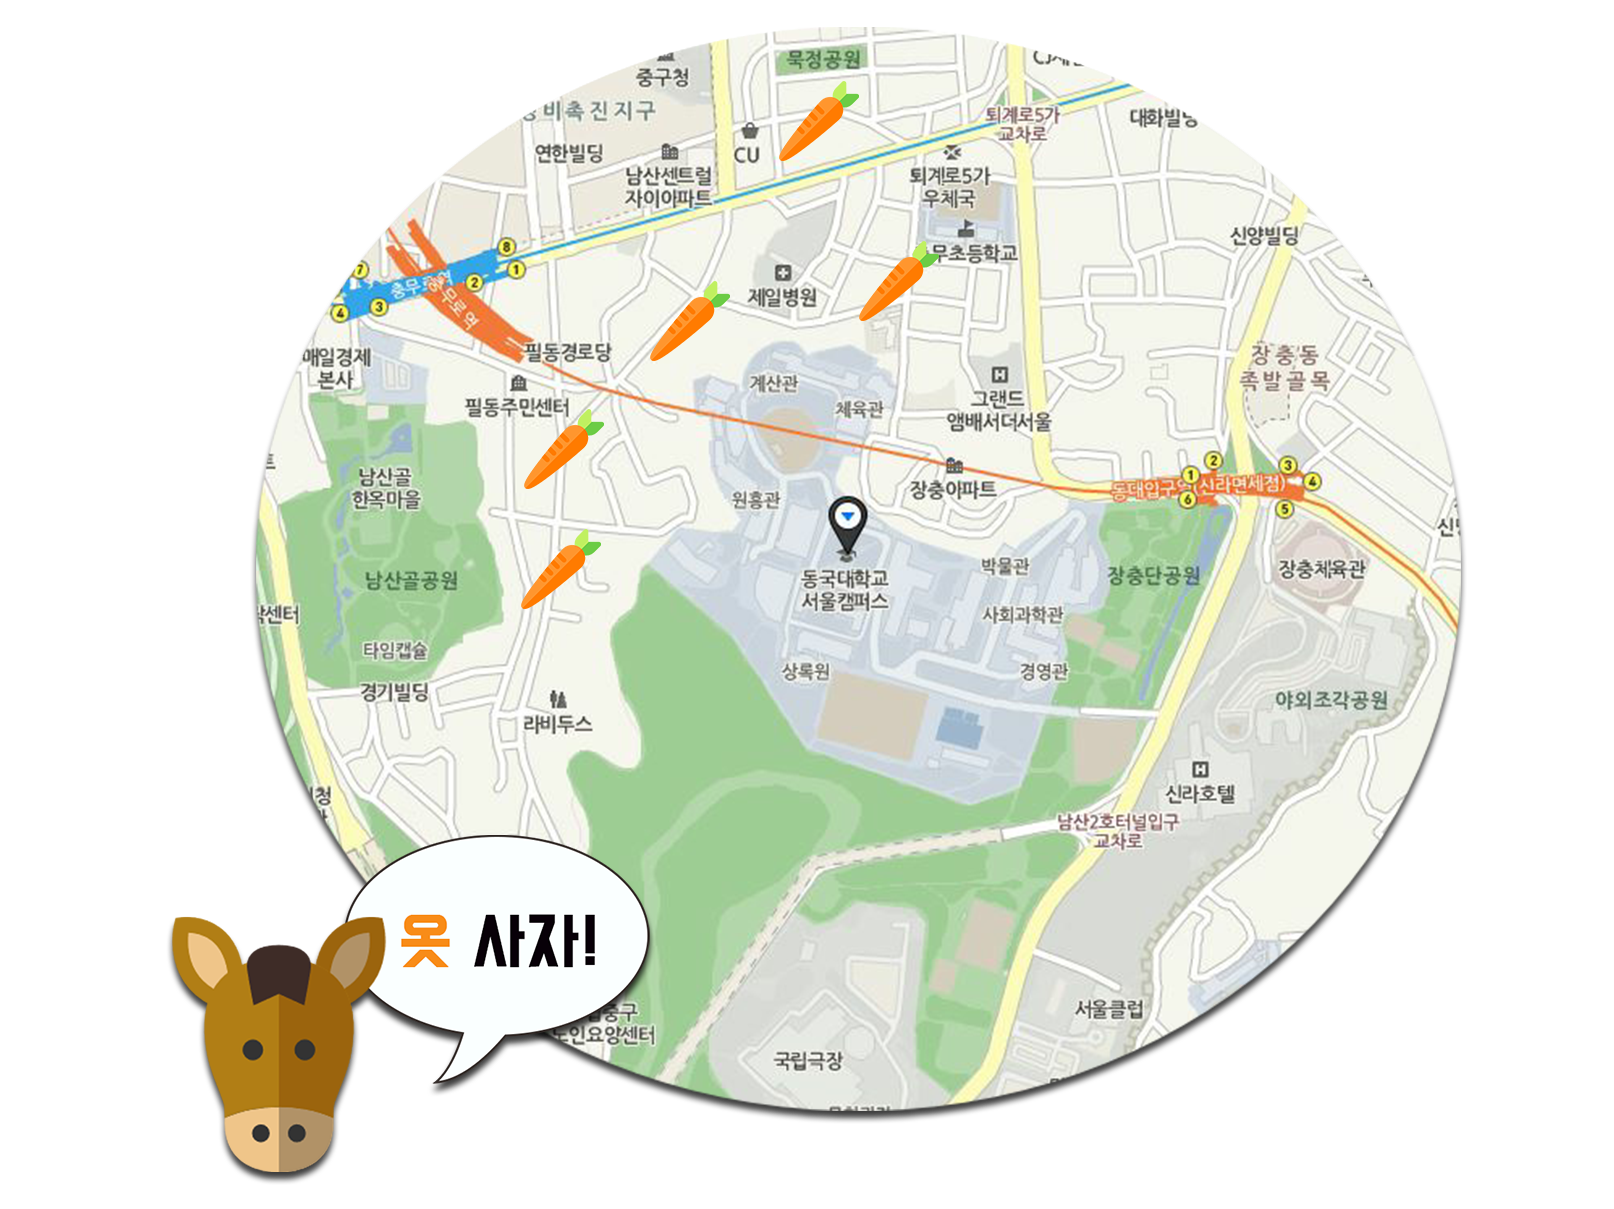 묵정공원
중구청
비촉진지구
퇴계로5가
교차로
대화빌딩
연한빌딩
CU
남산센트럴
자이아파트
퇴계로5가
우체국
신양빌딩
8
1
2
7
3
4
충무로역
충무로역
무초등학교
제일병원
매일경제
본사
필동경로당
필동주민센터
계산관
체육관
그랜드
앰배서더서울
장충동
족발골목
남산골
한옥마을
원흥관
장충아파트
1
2
3
4
5
6
동대입구역(신라면세점)
남산골공원
동국대학교
서울캠퍼스
박물관
장충단공원
장충체육관
사회과학관
센터
타임캡슐
경기빌딩
상록원
경영관
라비두스
야외조각공원
신라호텔
남산2호터널입구
교차로
옷 사자!
중구
노인요양센터
국립극장
서울클럽